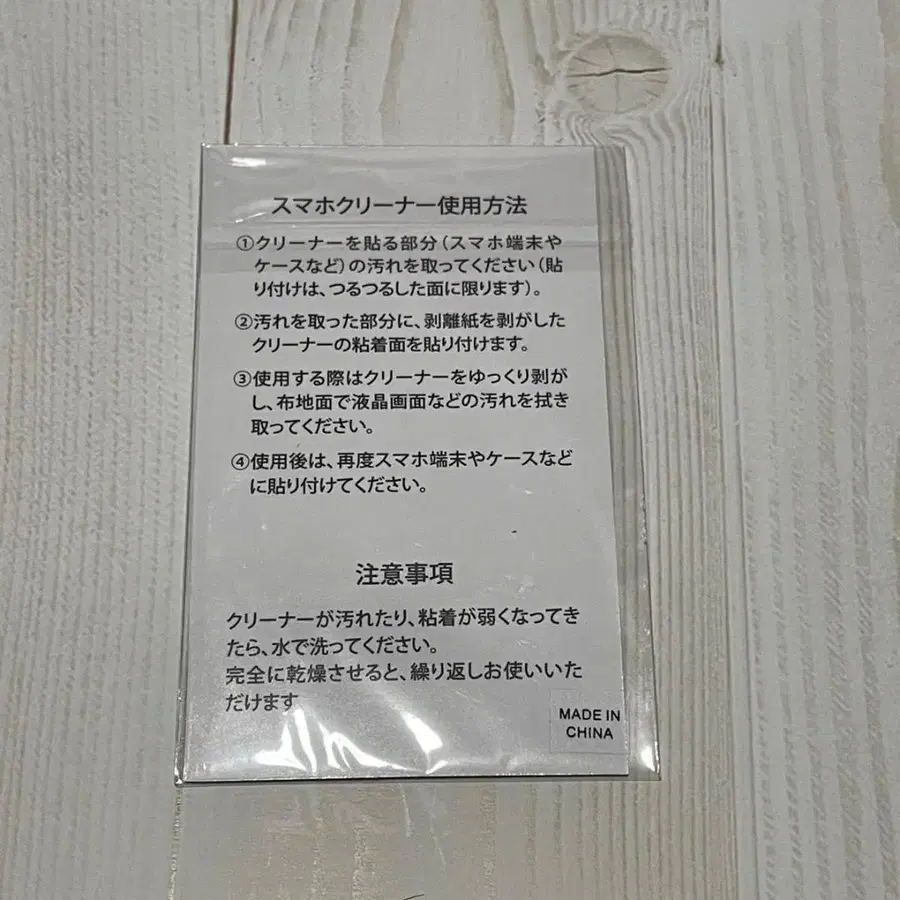 スマホクリーナー使用方法
①クリーナーを貼る部分(スマホ端末や
ケースなど)の汚れを取ってください(貼
り付けは、つるつるした面に限ります)。
②汚れを取った部分に、剥離紙を剥がした
クリーナーの粘着面を貼り付けます。
③使用する際はクリーナーをゆっくり剥が
し、布地面で液晶画面などの汚れを拭き
取ってください。
④使用後は、再度スマホ端末やケースなど
に貼り付けてください。
注意事項
クリーナーが汚れたり、粘着が弱くなってき
たら、水で洗ってください。
完全に乾燥させると、繰り返しお使いいた
だけます
MADE IN
CHINA